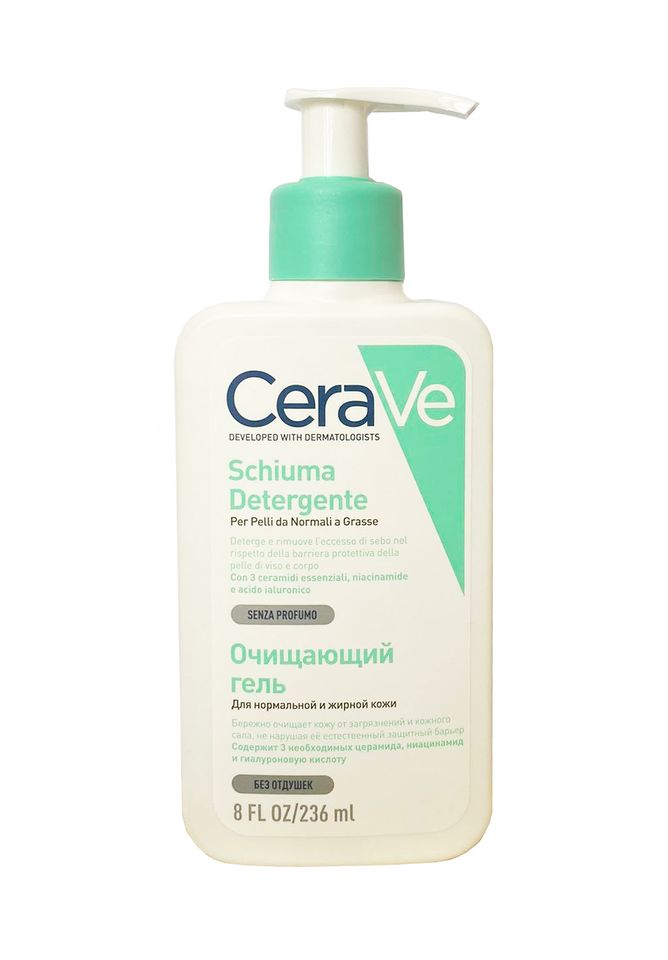 CeraVe
DEVELOPED WITH DERMATOLOGISTS
Schiuma
Detergente
Per Pelli da Normali a Grasse
Deterge e rimuove l'eccesso di sebo nel
rispetto della barriera protettiva della
pelle di viso e corpo
Con 3 ceramidi essenziali, niacinamide
e acido ialuronico
SENZA PROFUMO
Очищающий
гель
Для нормальной и жирной кожи
Бережно очищает кожу от загрязнений и кожного
сала, не нарушая её естественный защитный барьер
Содержит 3 необходимых церамида, ниацинамид
и гиалуроновую кислоту
БЕЗ ОТДУШЕК
8 FL OZ/236 ml